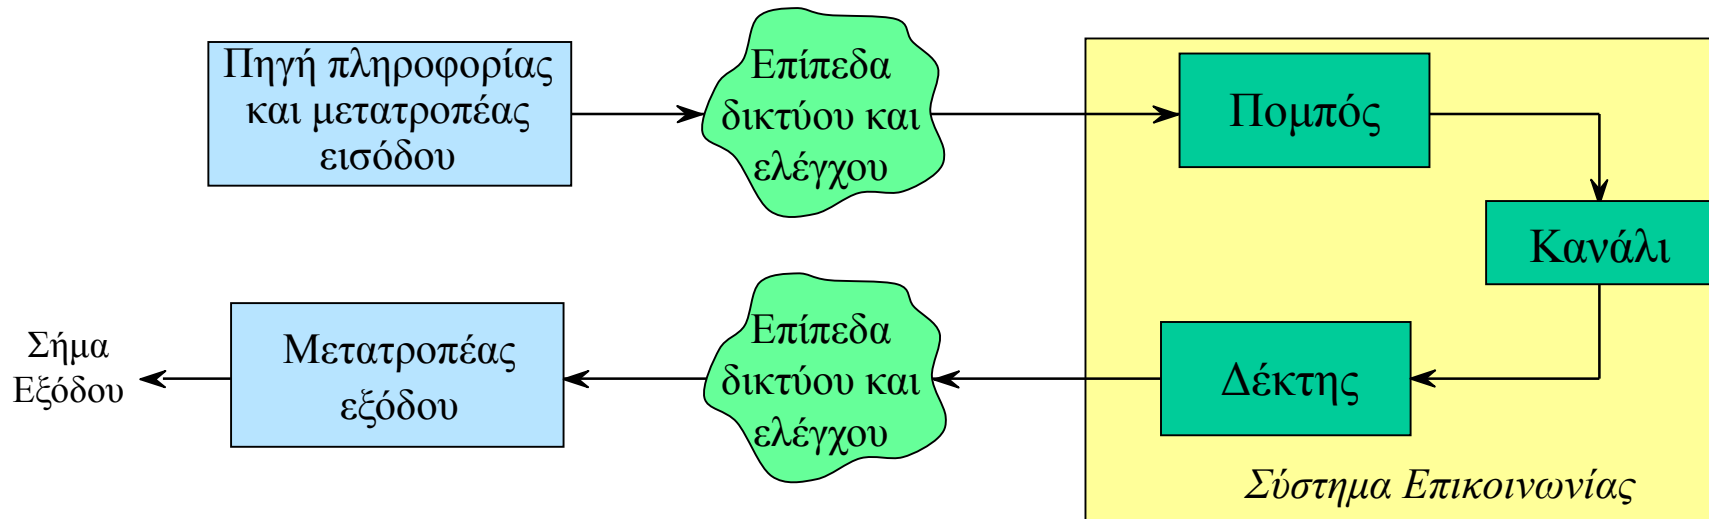 Πηγή πληροφορίας
και μετατροπέας
εισόδου
Επίπεδα
δικτύου και
ελέγχου
Πομπός
Κανάλι
Δέκτης
Επίπεδα
δικτύου και
ελέγχου
Μετατροπέας
εξόδου
Σήμα
Εξόδου
Σύστημα Επικοινωνίας